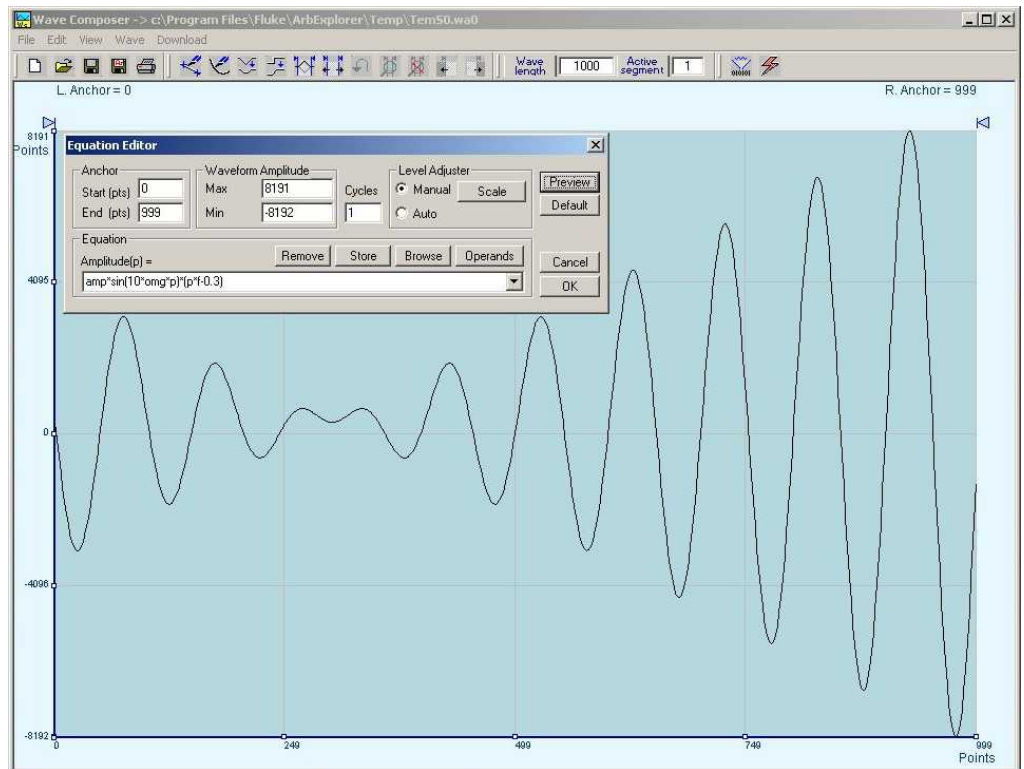 Wave Composer -> c:\Program Files\Fluke\ArbExplorer\Temp\Tem50.wa0
File Edit View Wave Download
Wave length 1000 Active segment 1
L. Anchor = 0 R. Anchor = 999
8191
Points
Equation Editor
Anchor Waveform Amplitude Level Adjuster
Start (pts) 0 Max 8191 Cycles Manual Scale Preview
End (pts) 999 Min -8192 1 Auto Default
Equation
Amplitude(p) = Remove Store Browse Operands Cancel
amp*sin(10*omg*p)*(p*f-0.3) OK
4095
0
-4096
-8192
0 249 499 749 999
Points